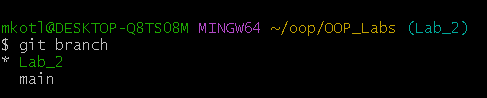 mkotl@DESKTOP-Q8TS08M MINGW64 ~/oop/OOP_Labs (Lab_2)
$ git branch
* Lab_2
  main